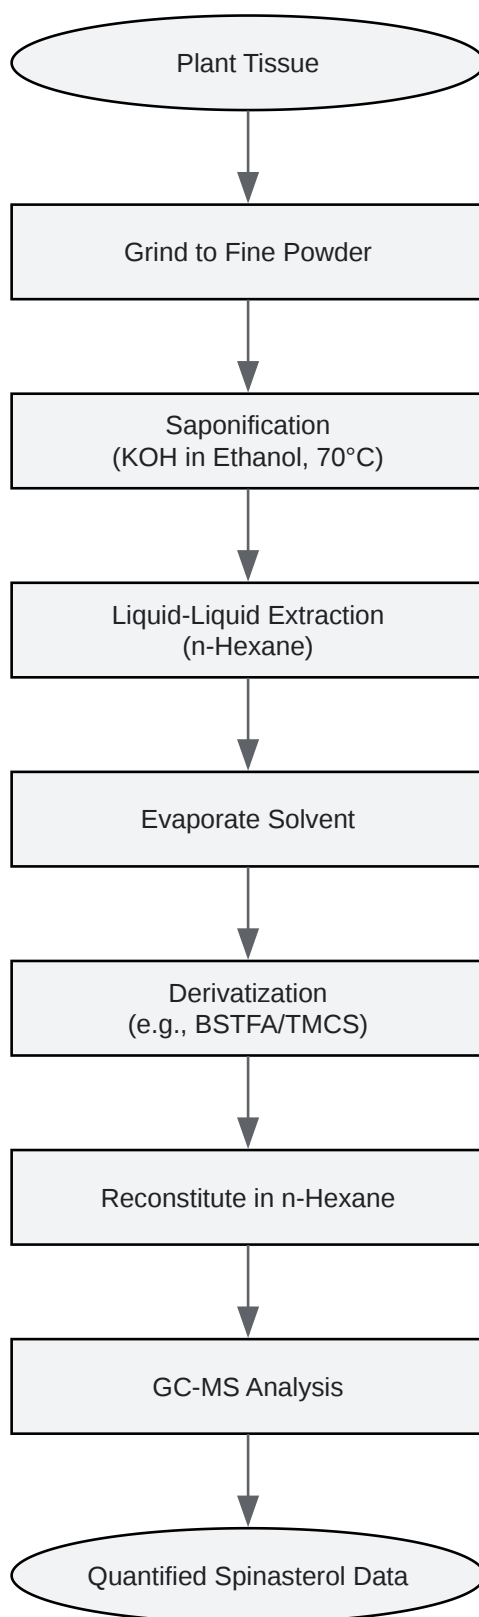 Plant Tissue
Grind to Fine Powder
Saponification
(KOH in Ethanol, 70°C)
Liquid-Liquid Extraction
(n-Hexane)
Evaporate Solvent
Derivatization
(e.g., BSTFA/TMCS)
Reconstitute in n-Hexane
GC-MS Analysis
Quantified Spinasterol Data